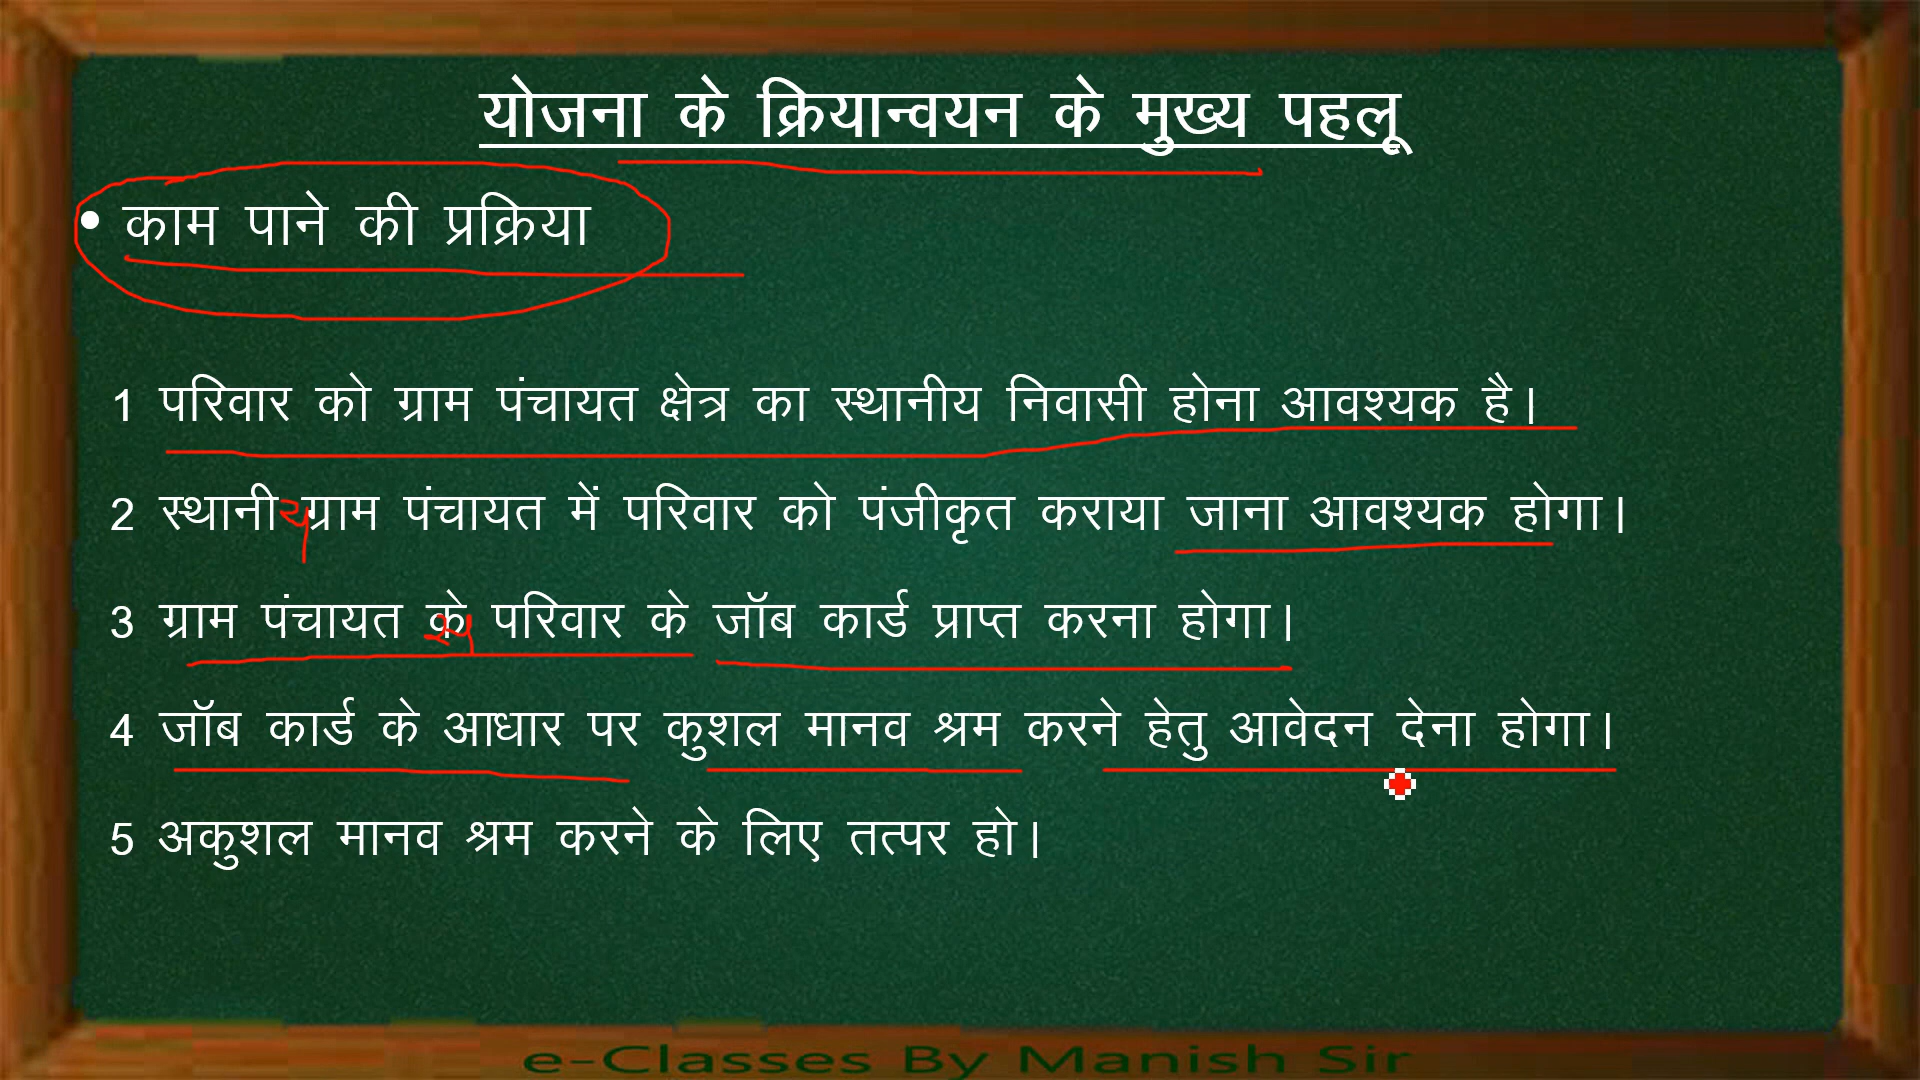 योजना के क्रियान्वयन के मुख्य पहलू
• काम पाने की प्रक्रिया
1 परिवार को ग्राम पंचायत क्षेत्र का स्थानीय निवासी होना आवश्यक है।
2 स्थानीय ग्राम पंचायत में परिवार को पंजीकृत कराया जाना आवश्यक होगा।
3 ग्राम पंचायत के परिवार के जॉब कार्ड प्राप्त करना होगा।
4 जॉब कार्ड के आधार पर कुशल मानव श्रम करने हेतु आवेदन देना होगा।
5 अकुशल मानव श्रम करने के लिए तत्पर हो।
e-Classes By Manish Sir